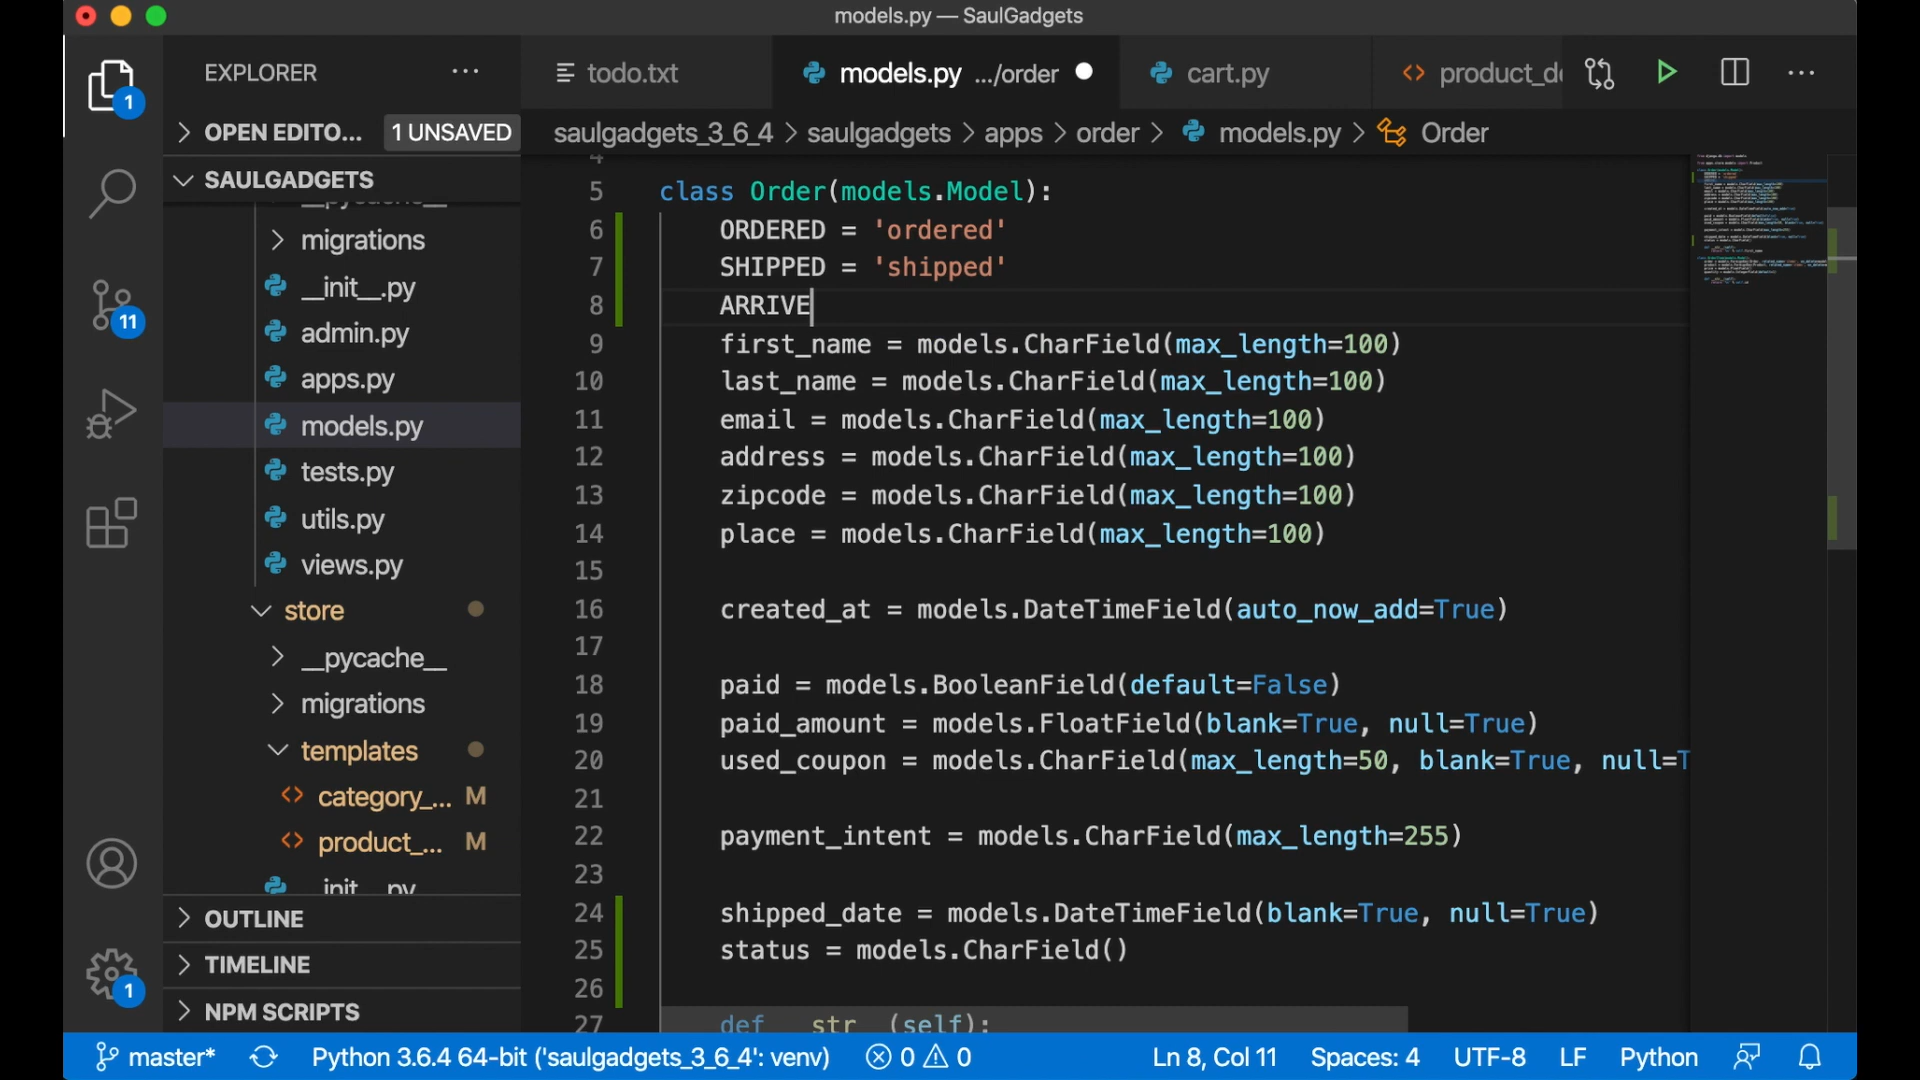 models.py — SaulGadgets
EXPLORER
todo.txt
models.py .../order
cart.py
product_de
1
OPEN EDITO... 1 UNSAVED
saulgadgets_3_6_4 > saulgadgets > apps > order > models.py > Order
SAULGADGETS
migrations
__init__.py
admin.py
apps.py
models.py
tests.py
utils.py
views.py
store
__pycache__
migrations
templates
category_... M
product_... M
OUTLINE
TIMELINE
NPM SCRIPTS
11
1
4
5 class Order(models.Model):
6 ORDERED = 'ordered'
7 SHIPPED = 'shipped'
8 ARRIVE
9 first_name = models.CharField(max_length=100)
10 last_name = models.CharField(max_length=100)
11 email = models.CharField(max_length=100)
12 address = models.CharField(max_length=100)
13 zipcode = models.CharField(max_length=100)
14 place = models.CharField(max_length=100)
15
16 created_at = models.DateTimeField(auto_now_add=True)
17
18 paid = models.BooleanField(default=False)
19 paid_amount = models.FloatField(blank=True, null=True)
20 used_coupon = models.CharField(max_length=50, blank=True, null=T
21
22 payment_intent = models.CharField(max_length=255)
23
24 shipped_date = models.DateTimeField(blank=True, null=True)
25 status = models.CharField()
26
27 def __str__(self):
master* Python 3.6.4 64-bit ('saulgadgets_3_6_4': venv) 0 0 Ln 8, Col 11 Spaces: 4 UTF-8 LF Python